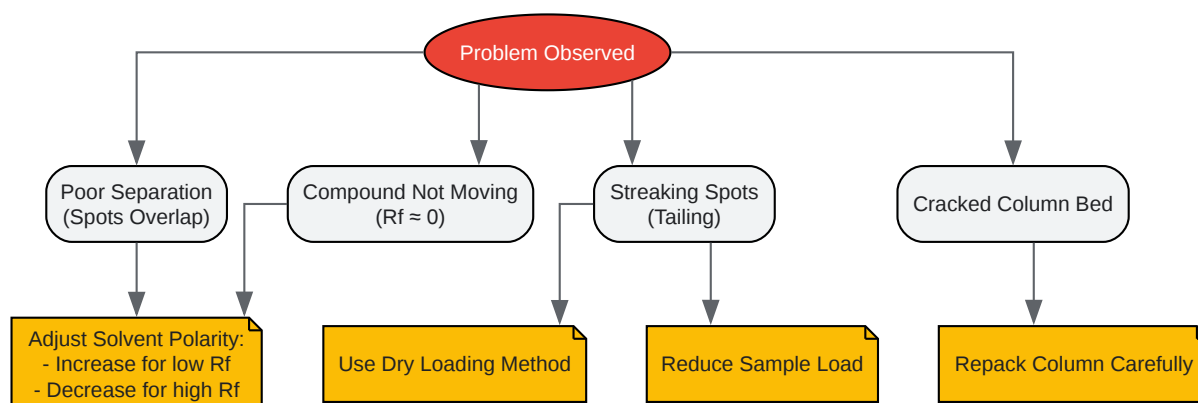 Problem Observed
Poor Separation
(Spots Overlap)
Compound Not Moving
(Rf ≈ 0)
Streaking Spots
(Tailing)
Cracked Column Bed
Adjust Solvent Polarity:
- Increase for low Rf
- Decrease for high Rf
Use Dry Loading Method
Reduce Sample Load
Repack Column Carefully